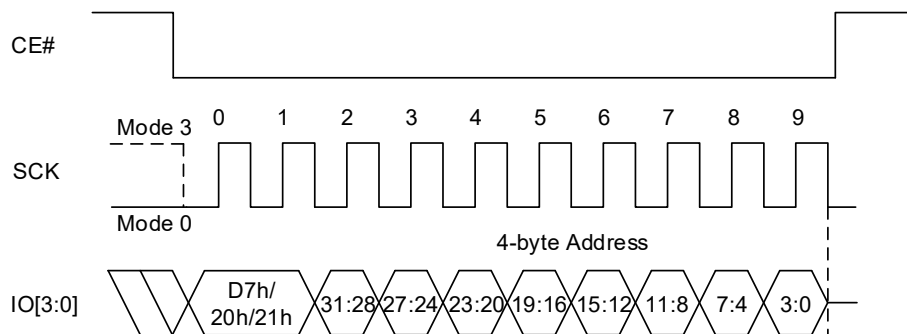 CE#
Mode 3
0 1 2 3 4 5 6 7 8 9
SCK
Mode 0
4-byte Address
IO[3:0]
D7h/
20h/21h
31:28 27:24 23:20 19:16 15:12 11:8 7:4 3:0